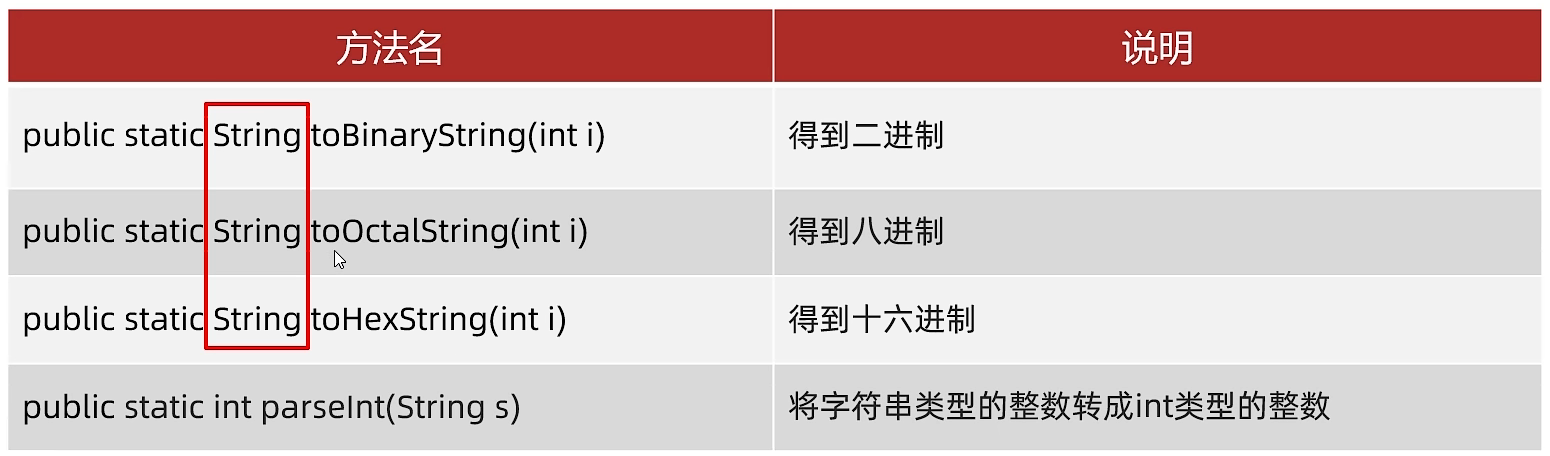 方法名 说明
public static String toBinaryString(int i) 得到二进制
public static String toOctalString(int i) 得到八进制
public static String toHexString(int i) 得到十六进制
public static int parseInt(String s) 将字符串类型的整数转成int类型的整数